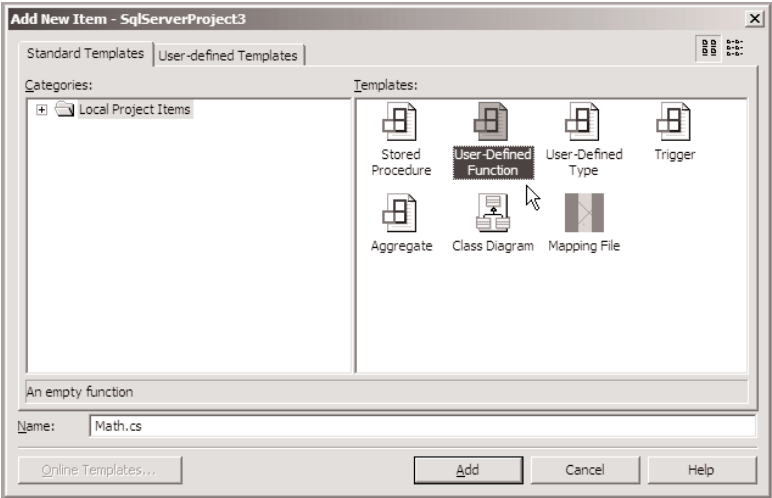 Add New Item - SqlServerProject3
Standard Templates
User-defined Templates
Categories:
Templates:
Local Project Items
Stored
Procedure
User-Defined
Function
User-Defined
Type
Trigger
Aggregate
Class Diagram
Mapping File
An empty function
Name:
Math.cs
Online Templates...
Add
Cancel
Help